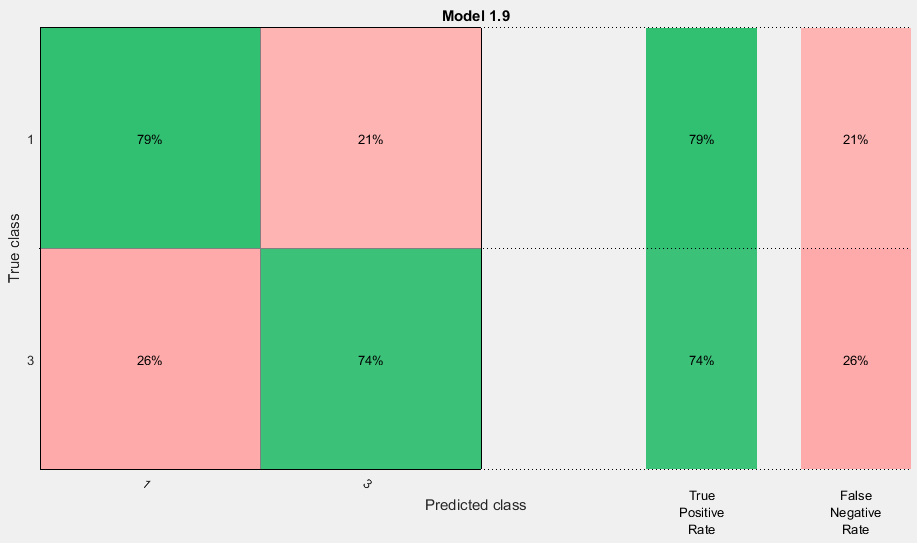 Model 1.9
1
79%
21%
79%
21%
True class
3
26%
74%
74%
26%
1
3
Predicted class
True
Positive
Rate
False
Negative
Rate